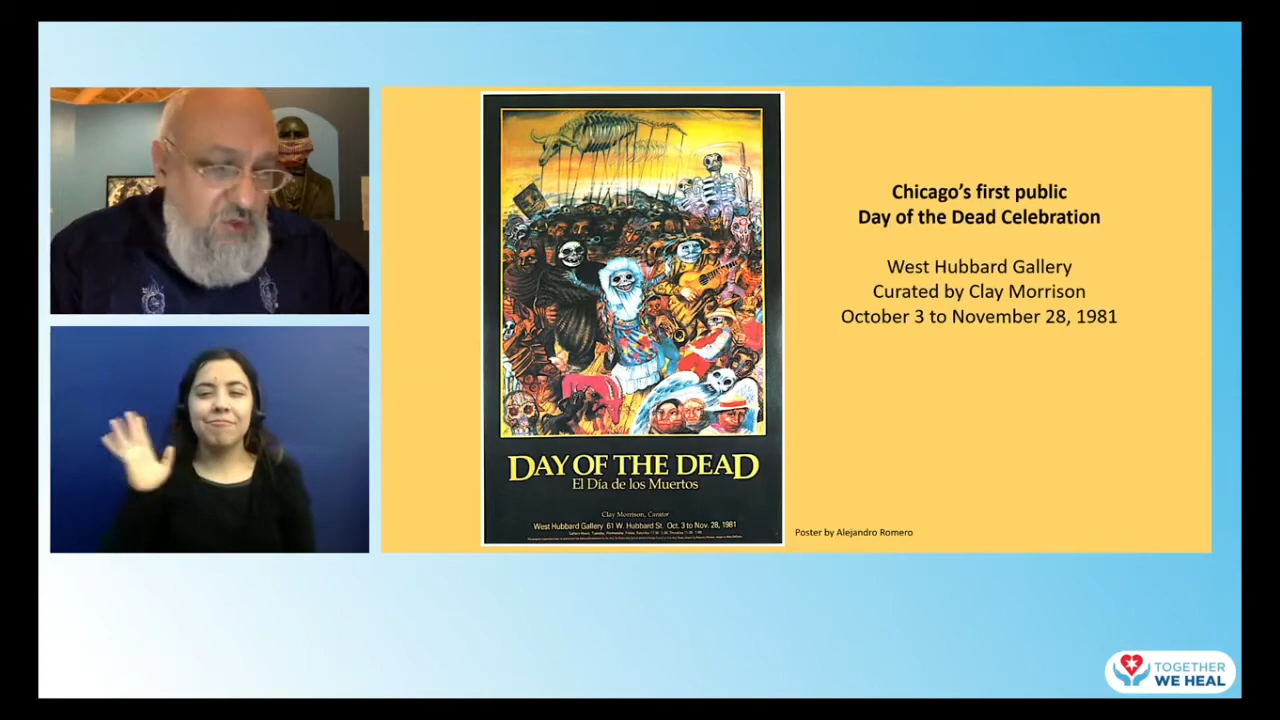 Chicago's first public
Day of the Dead Celebration
West Hubbard Gallery
Curated by Clay Morrison
October 3 to November 28, 1981
DAY OF THE DEAD
El Día de los Muertos
Clay Morrison, Curator
West Hubbard Gallery 61 W. Hubbard St. Oct. 3 to Nov. 28, 1981
Poster by Alejandro Romero
TOGETHER
WE HEAL